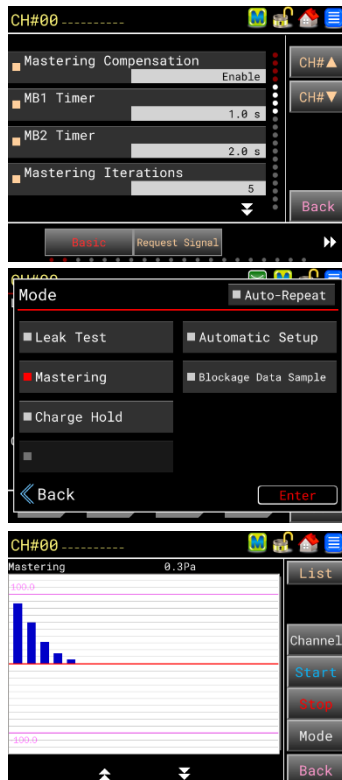 CH#00 ----------
M
Mastering Compensation
Enable
CH#▲
MB1 Timer
1.0 s
CH#▼
MB2 Timer
2.0 s
Mastering Iterations
5
Back
Basic
Request Signal
CH#00
Mode
Auto-Repeat
Leak Test
Automatic Setup
Mastering
Blockage Data Sample
Charge Hold
Back
Enter
CH#00 ----------
M
Mastering
0.3Pa
List
100.0
Channel
Start
Stop
-100.0
Mode
Back